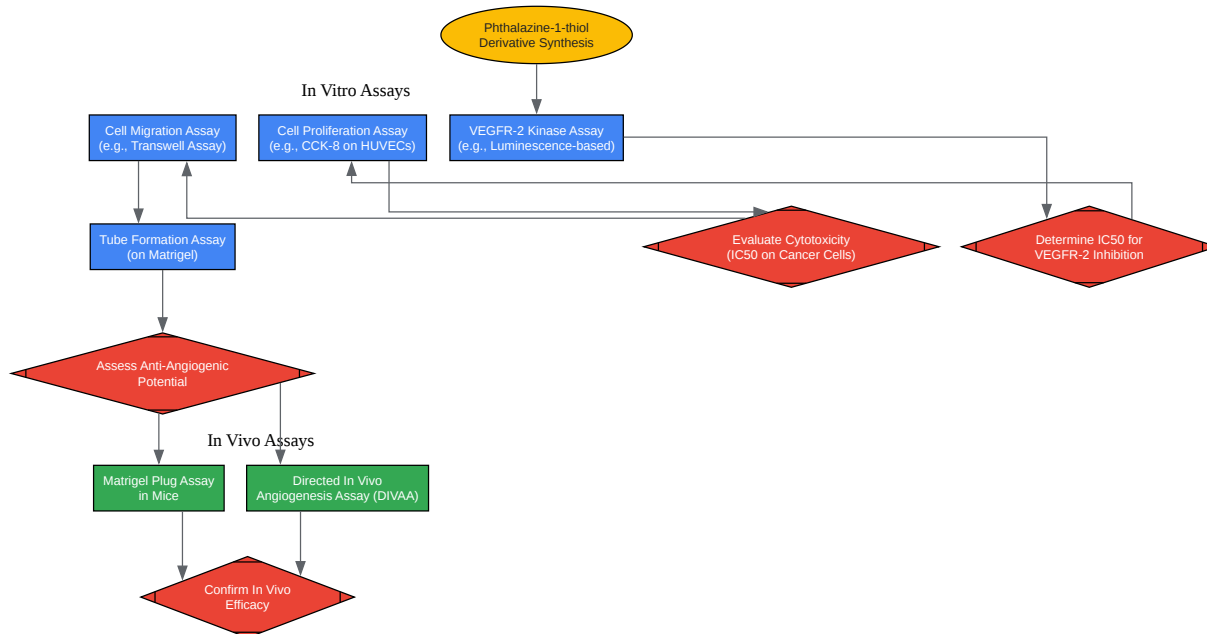 Phthalazine-1-thiol
Derivative Synthesis
In Vitro Assays
Cell Migration Assay
(e.g., Transwell Assay)
Cell Proliferation Assay
(e.g., CCK-8 on HUVECs)
VEGFR-2 Kinase Assay
(e.g., Luminescence-based)
Tube Formation Assay
(on Matrigel)
Evaluate Cytotoxicity
(IC50 on Cancer Cells)
Determine IC50 for
VEGFR-2 Inhibition
Assess Anti-Angiogenic
Potential
In Vivo Assays
Matrigel Plug Assay
in Mice
Directed In Vivo
Angiogenesis Assay (DIVAA)
Confirm In Vivo
Efficacy